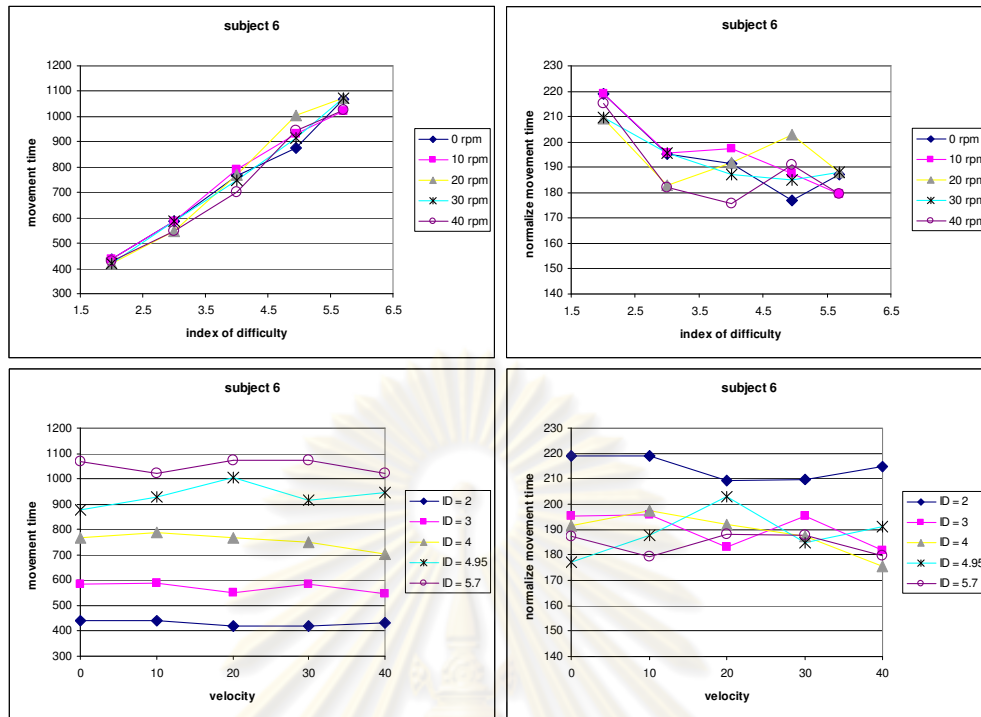 subject 6
movement time
1200
1100
1000
900
800
700
600
500
400
300
1.5 2.5 3.5 4.5 5.5 6.5
index of difficulty
0 rpm
10 rpm
20 rpm
30 rpm
40 rpm
subject 6
normalize movement time
230
220
210
200
190
180
170
160
150
140
1.5 2.5 3.5 4.5 5.5 6.5
index of difficulty
0 rpm
10 rpm
20 rpm
30 rpm
40 rpm
subject 6
movement time
1200
1100
1000
900
800
700
600
500
400
300
0 10 20 30 40
velocity
ID = 2
ID = 3
ID = 4
ID = 4.95
ID = 5.7
subject 6
normalize movement time
230
220
210
200
190
180
170
160
150
140
0 10 20 30 40
velocity
ID = 2
ID = 3
ID = 4
ID = 4.95
ID = 5.7